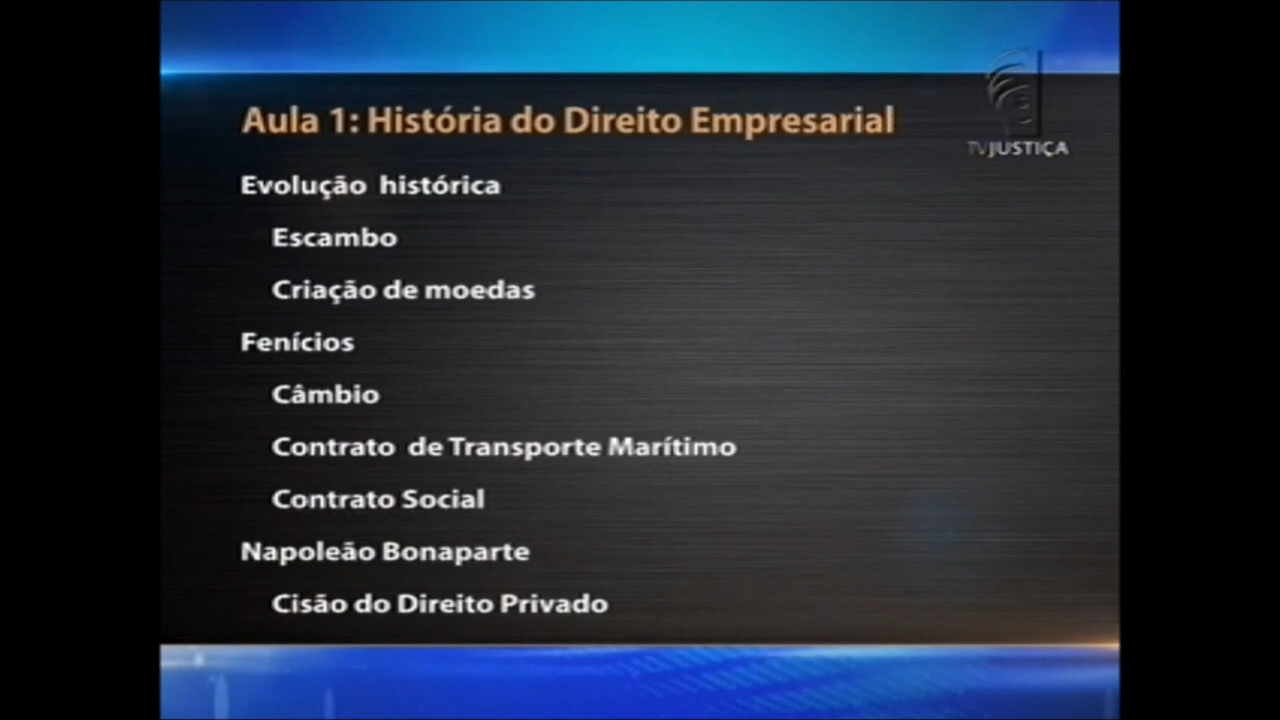 Aula 1: História do Direito Empresarial
TVJUSTIÇA
Evolução histórica
Escambo
Criação de moedas
Fenícios
Câmbio
Contrato de Transporte Marítimo
Contrato Social
Napoleão Bonaparte
Cisão do Direito Privado